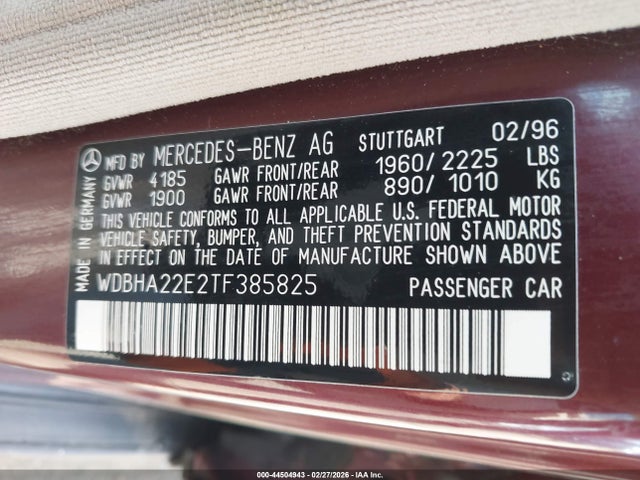 MADE IN GERMANY
MFD BY MERCEDES-BENZ AG STUTTGART 02/96
GVWR 4185 GAWR FRONT/REAR 1960/2225 LBS
GVWR 1900 GAWR FRONT/REAR 890/1010 KG
THIS VEHICLE CONFORMS TO ALL APPLICABLE U.S. FEDERAL MOTOR
VEHICLE SAFETY, BUMPER, AND THEFT PREVENTION STANDARDS
IN EFFECT ON THE DATE OF MANUFACTURE SHOWN ABOVE
WDBHA22E2TF385825 PASSENGER CAR
000-44504943 - 02/27/2026 - IAA Inc.